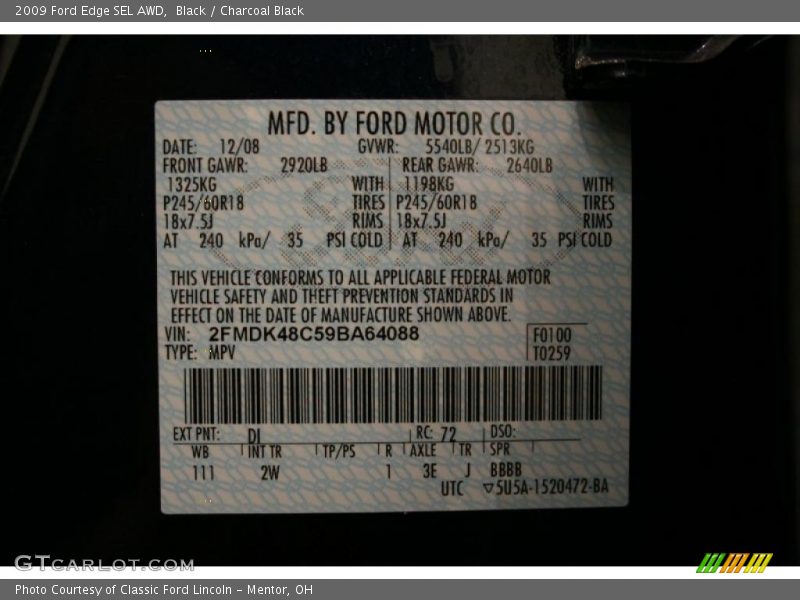 2009 Ford Edge SEL AWD, Black / Charcoal Black
MFD. BY FORD MOTOR CO.
DATE: 12/08 GVWR: 5540LB/ 2513KG
FRONT GAWR: 2920LB REAR GAWR: 2640LB
1325KG WITH 1198KG WITH
P245/60R18 TIRES P245/60R18 TIRES
18x7.5J RIMS 18x7.5J RIMS
AT 240 kPa/ 35 PSI COLD AT 240 kPa/ 35 PSI COLD
THIS VEHICLE CONFORMS TO ALL APPLICABLE FEDERAL MOTOR
VEHICLE SAFETY AND THEFT PREVENTION STANDARDS IN
EFFECT ON THE DATE OF MANUFACTURE SHOWN ABOVE.
VIN: 2FMDK48C59BA64088 F0100
TYPE: MPV T0259
EXT PNT: DI RC: 72 DSO:
WB INT TR TP/PS R AXLE TR SPR
111 2W 1 3E J BBBB
UTC ▽5U5A-1520472-BA
GTCARLOT.COM
Photo Courtesy of Classic Ford Lincoln - Mentor, OH